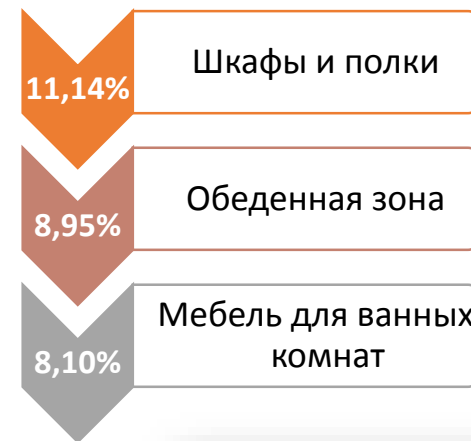 11,14%
Шкафы и полки
8,95%
Обеденная зона
8,10%
Мебель для ванных
комнат